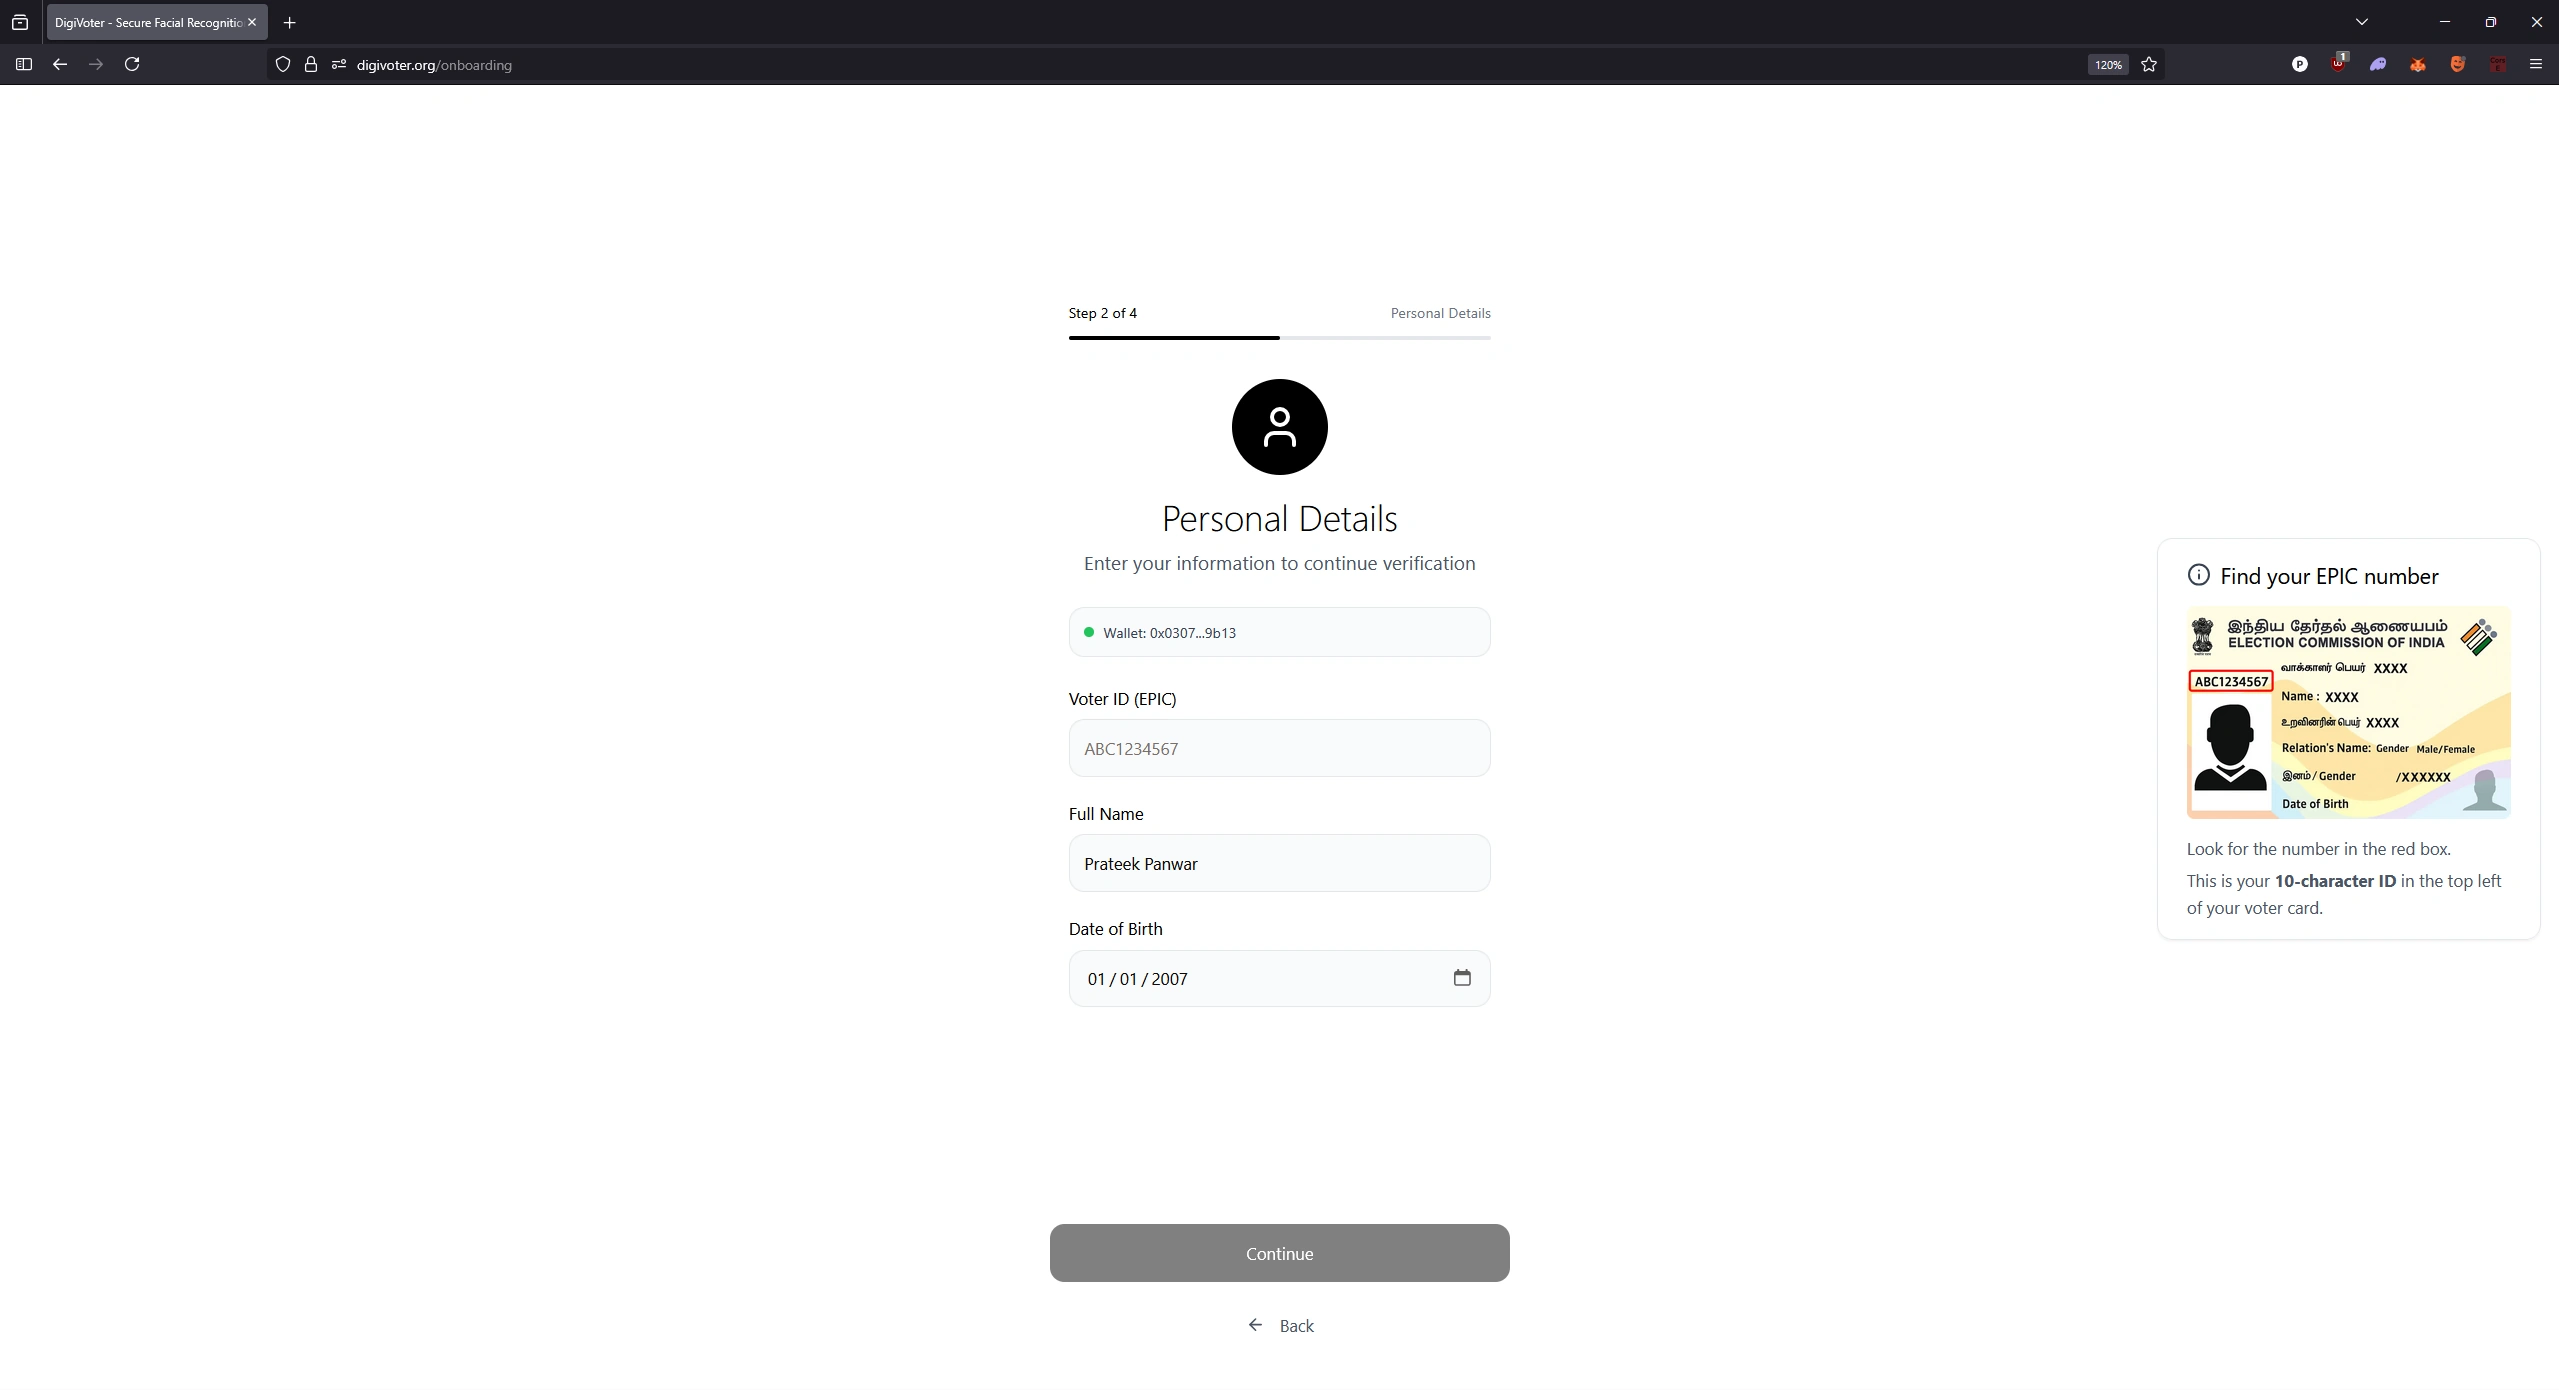 DigiVoter - Secure Facial Recognitio
digivoter.org/onboarding
120%
1
Step 2 of 4
Personal Details
Personal Details
Enter your information to continue verification
Wallet: 0x0307...9b13
Voter ID (EPIC)
ABC1234567
Full Name
Prateek Panwar
Date of Birth
01 / 01 / 2007
Continue
Back
Find your EPIC number
இந்திய தேர்தல் ஆணையபம்
ELECTION COMMISSION OF INDIA
வாக்காளர் பெயர் XXXX
ABC1234567
Name : XXXX
உறவினரின் பெயர் XXXX
Relation's Name: Gender Male/Female
இனம் / Gender /XXXXXX
Date of Birth
Look for the number in the red box.
This is your 10-character ID in the top left
of your voter card.